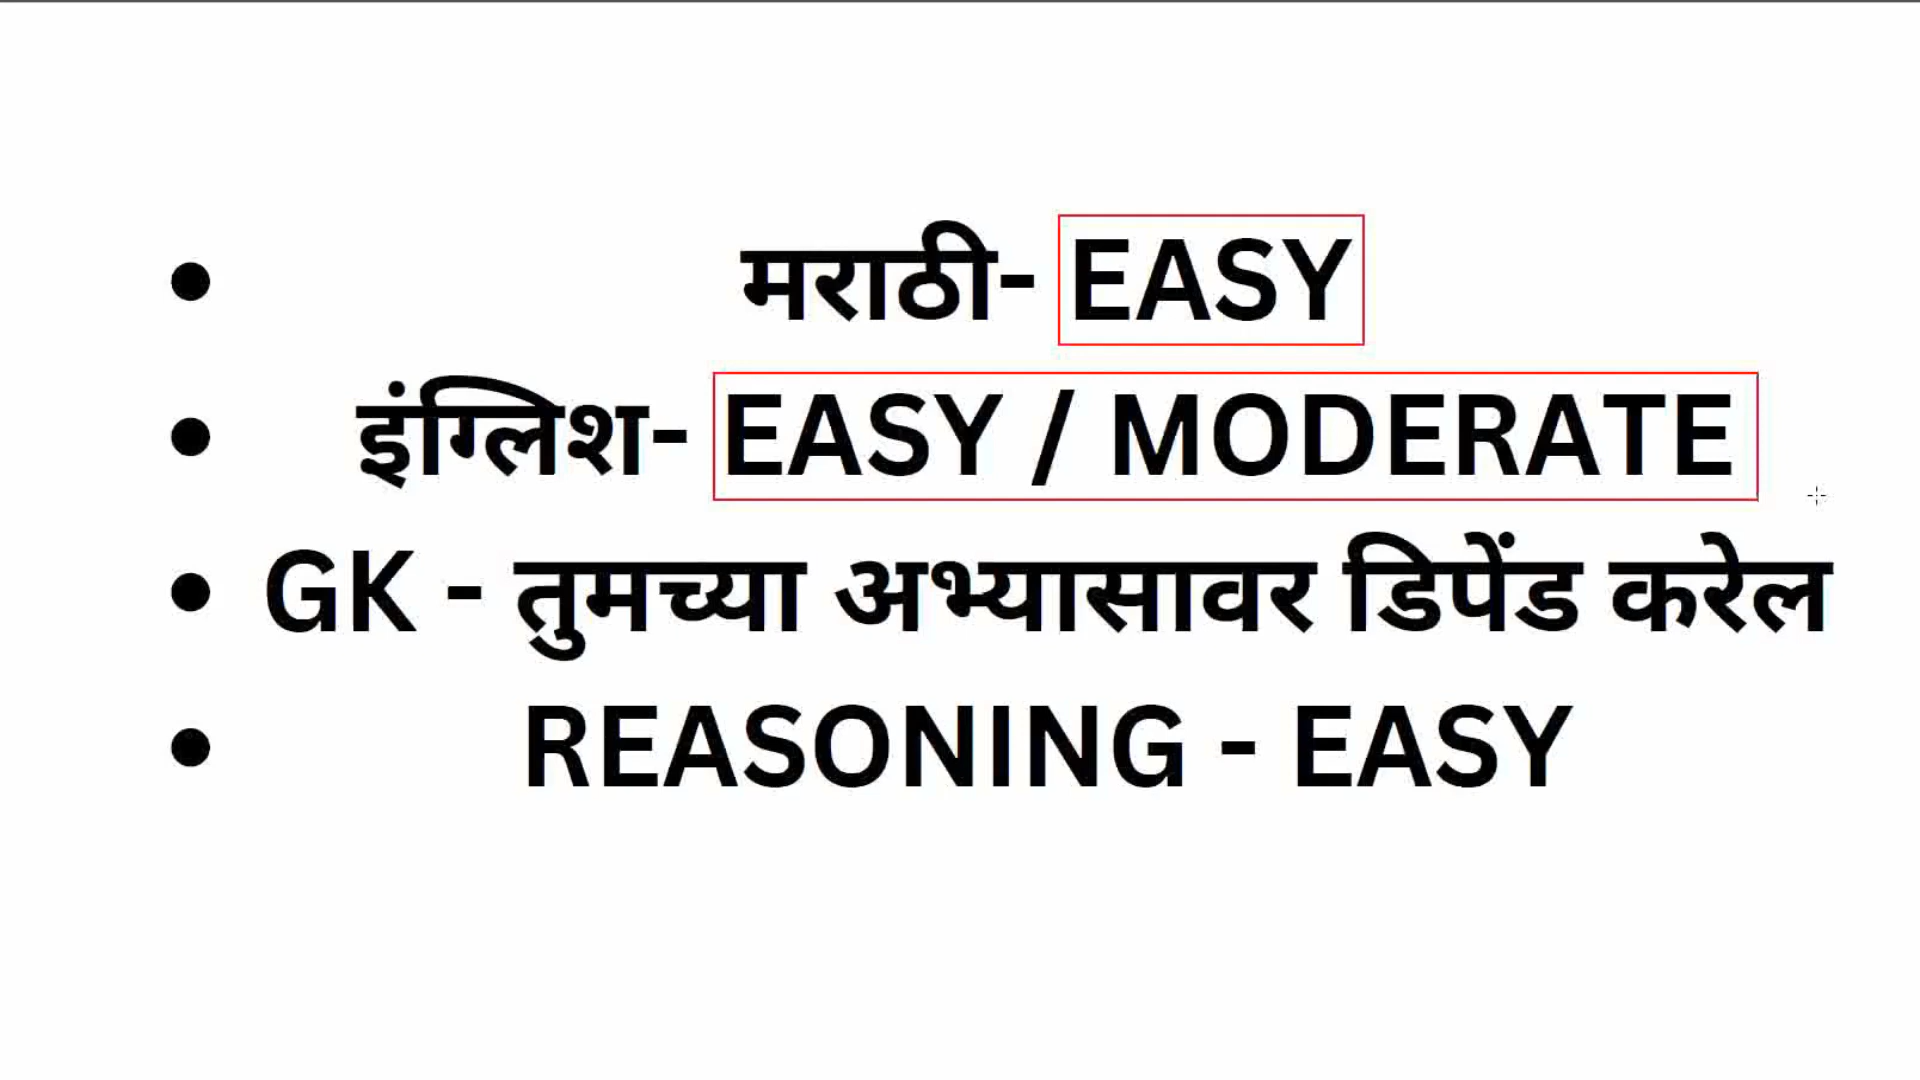 • मराठी- EASY
• इंग्लिश- EASY / MODERATE
• GK - तुमच्या अभ्यासावर डिपेंड करेल
• REASONING - EASY